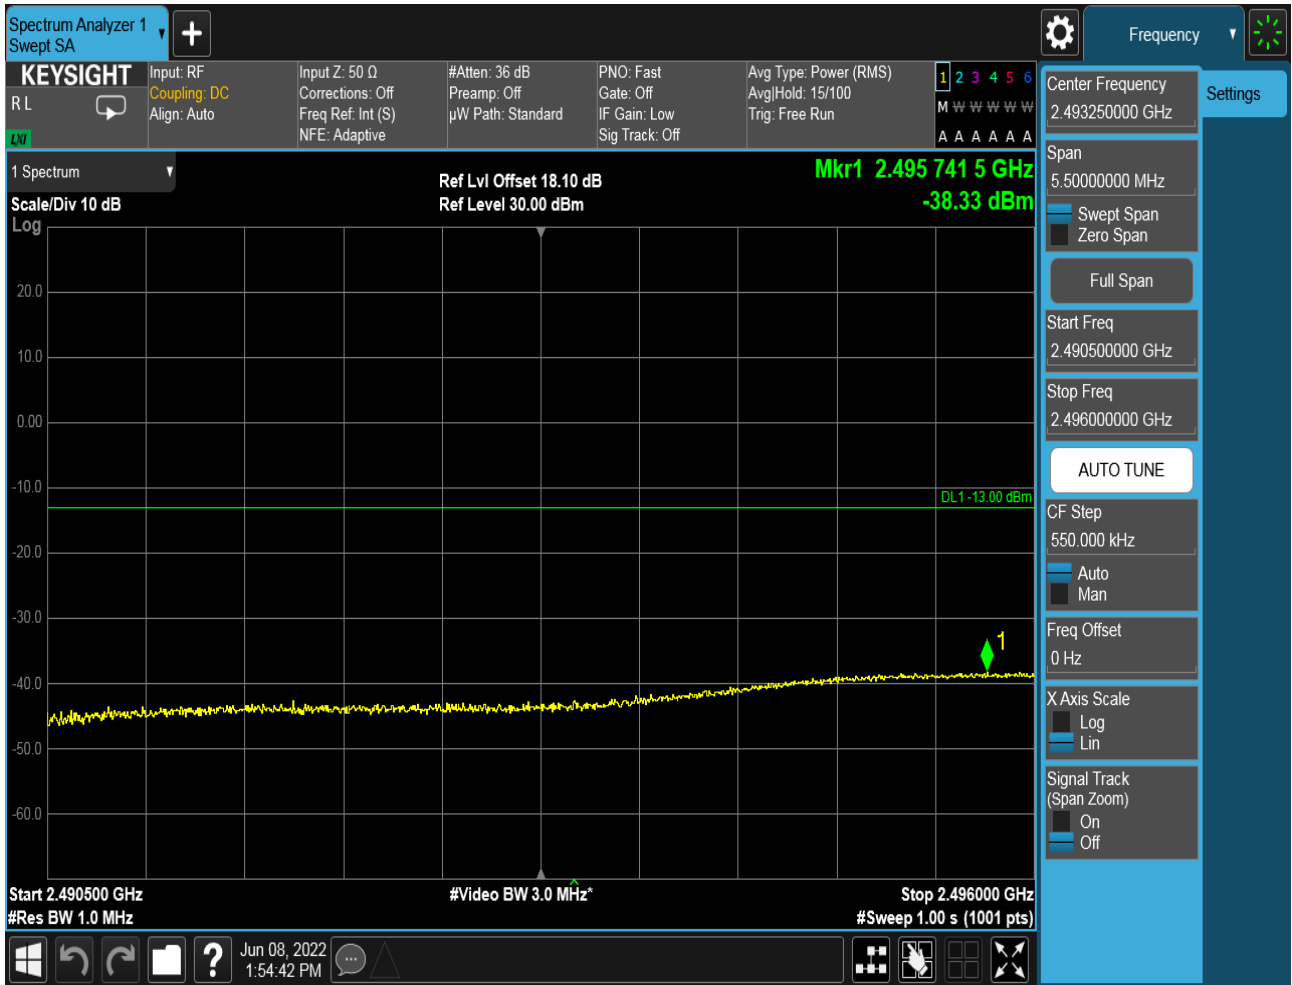 Spectrum Analyzer 1
Swept SA
Frequency
KEYSIGHT
R L
LXI
Input: RF
Coupling: DC
Align: Auto
Input Z: 50 Ω
Corrections: Off
Freq Ref: Int (S)
NFE: Adaptive
#Atten: 36 dB
Preamp: Off
µW Path: Standard
PNO: Fast
Gate: Off
IF Gain: Low
Sig Track: Off
Avg Type: Power (RMS)
Avg|Hold: 15/100
Trig: Free Run
1 2 3 4 5 6
M W W W W W
A A A A A A
Center Frequency
2.493250000 GHz
Settings
Span
5.50000000 MHz
Swept Span
Zero Span
Full Span
Start Freq
2.490500000 GHz
Stop Freq
2.496000000 GHz
AUTO TUNE
CF Step
550.000 kHz
Auto
Man
Freq Offset
0 Hz
X Axis Scale
Log
Lin
Signal Track
(Span Zoom)
On
Off
1 Spectrum
Scale/Div 10 dB
Log
Ref Lvl Offset 18.10 dB
Ref Level 30.00 dBm
Mkr1 2.495 741 5 GHz
-38.33 dBm
20.0
10.0
0.00
-10.0
DL1 -13.00 dBm
-20.0
-30.0
1
-40.0
-50.0
-60.0
Start 2.490500 GHz
#Video BW 3.0 MHz*
Stop 2.496000 GHz
#Res BW 1.0 MHz
#Sweep 1.00 s (1001 pts)
?
Jun 08, 2022
1:54:42 PM